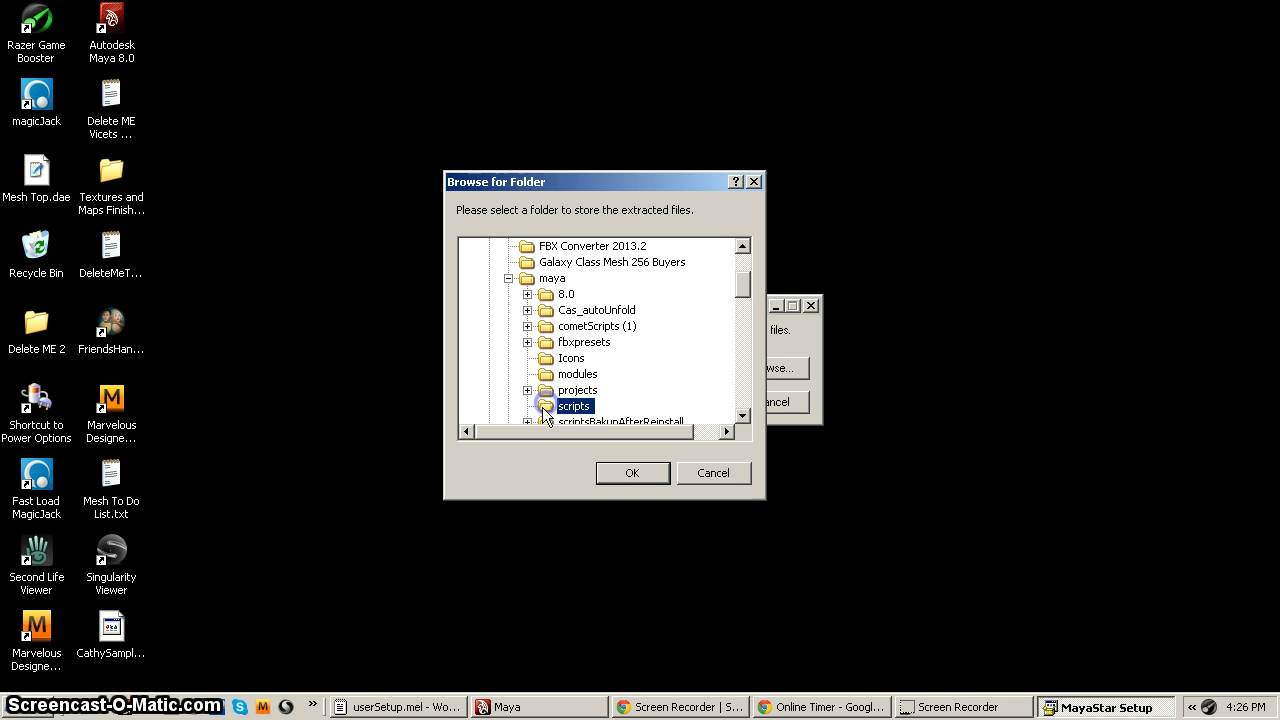 Razer Game
Booster
Autodesk
Maya 8.0
magicJack
Delete ME
Vicets ...
Mesh Top.dae
Textures and
Maps Finish...
Recycle Bin
DeleteMeT...
Delete ME 2
FriendsHan...
Shortcut to
Power Options
Marvelous
Designe...
Fast Load
MagicJack
Mesh To Do
List.txt
Second Life
Viewer
Singularity
Viewer
Marvelous
Designe...
CathySampl...
Browse for Folder
Please select a folder to store the extracted files.
FBX Converter 2013.2
Galaxy Class Mesh 256 Buyers
maya
8.0
Cas_autoUnfold
cometScripts (1)
fbxpresets
Icons
modules
projects
scripts
scriptsBakupAfterReinstall
OK
Cancel
files.
wse...
ancel
Screencast-O-Matic.com
»
userSetup.mel - Wo...
Maya
Screen Recorder | S...
Online Timer - Googl...
Screen Recorder
MayaStar Setup
«
4:26 PM